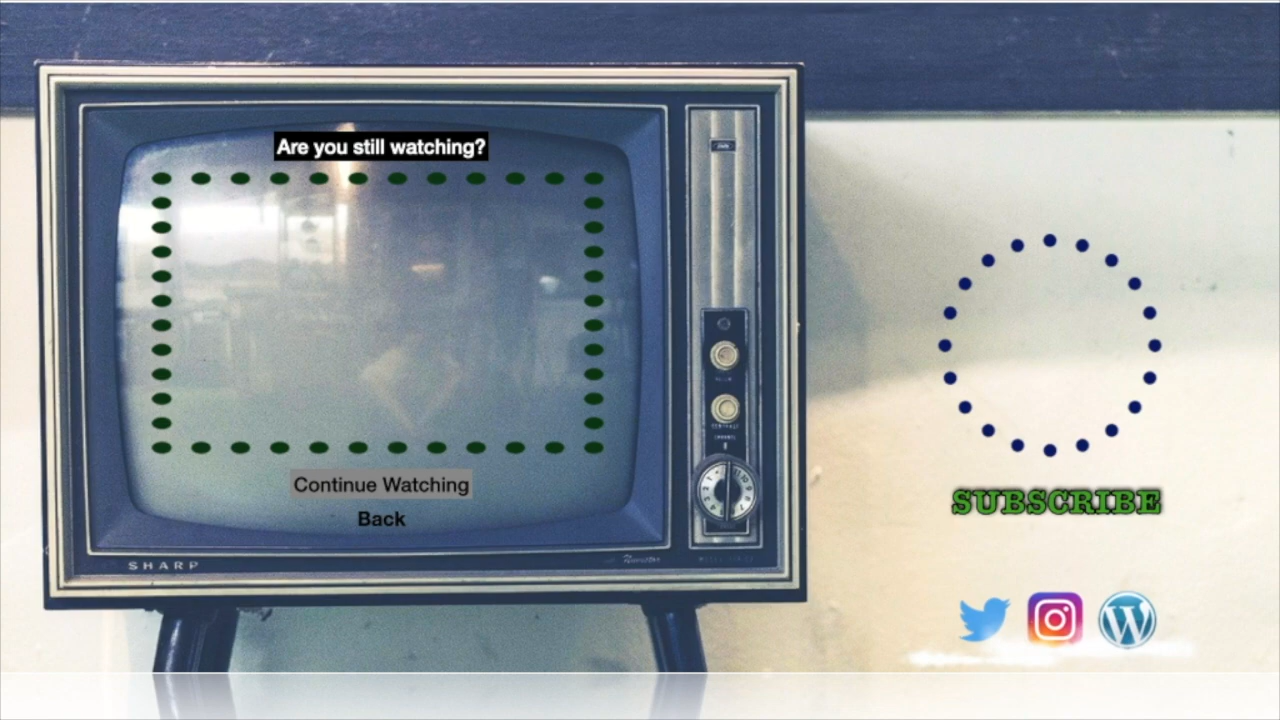 Are you still watching?
Continue Watching
Back
SHARP
SUBSCRIBE